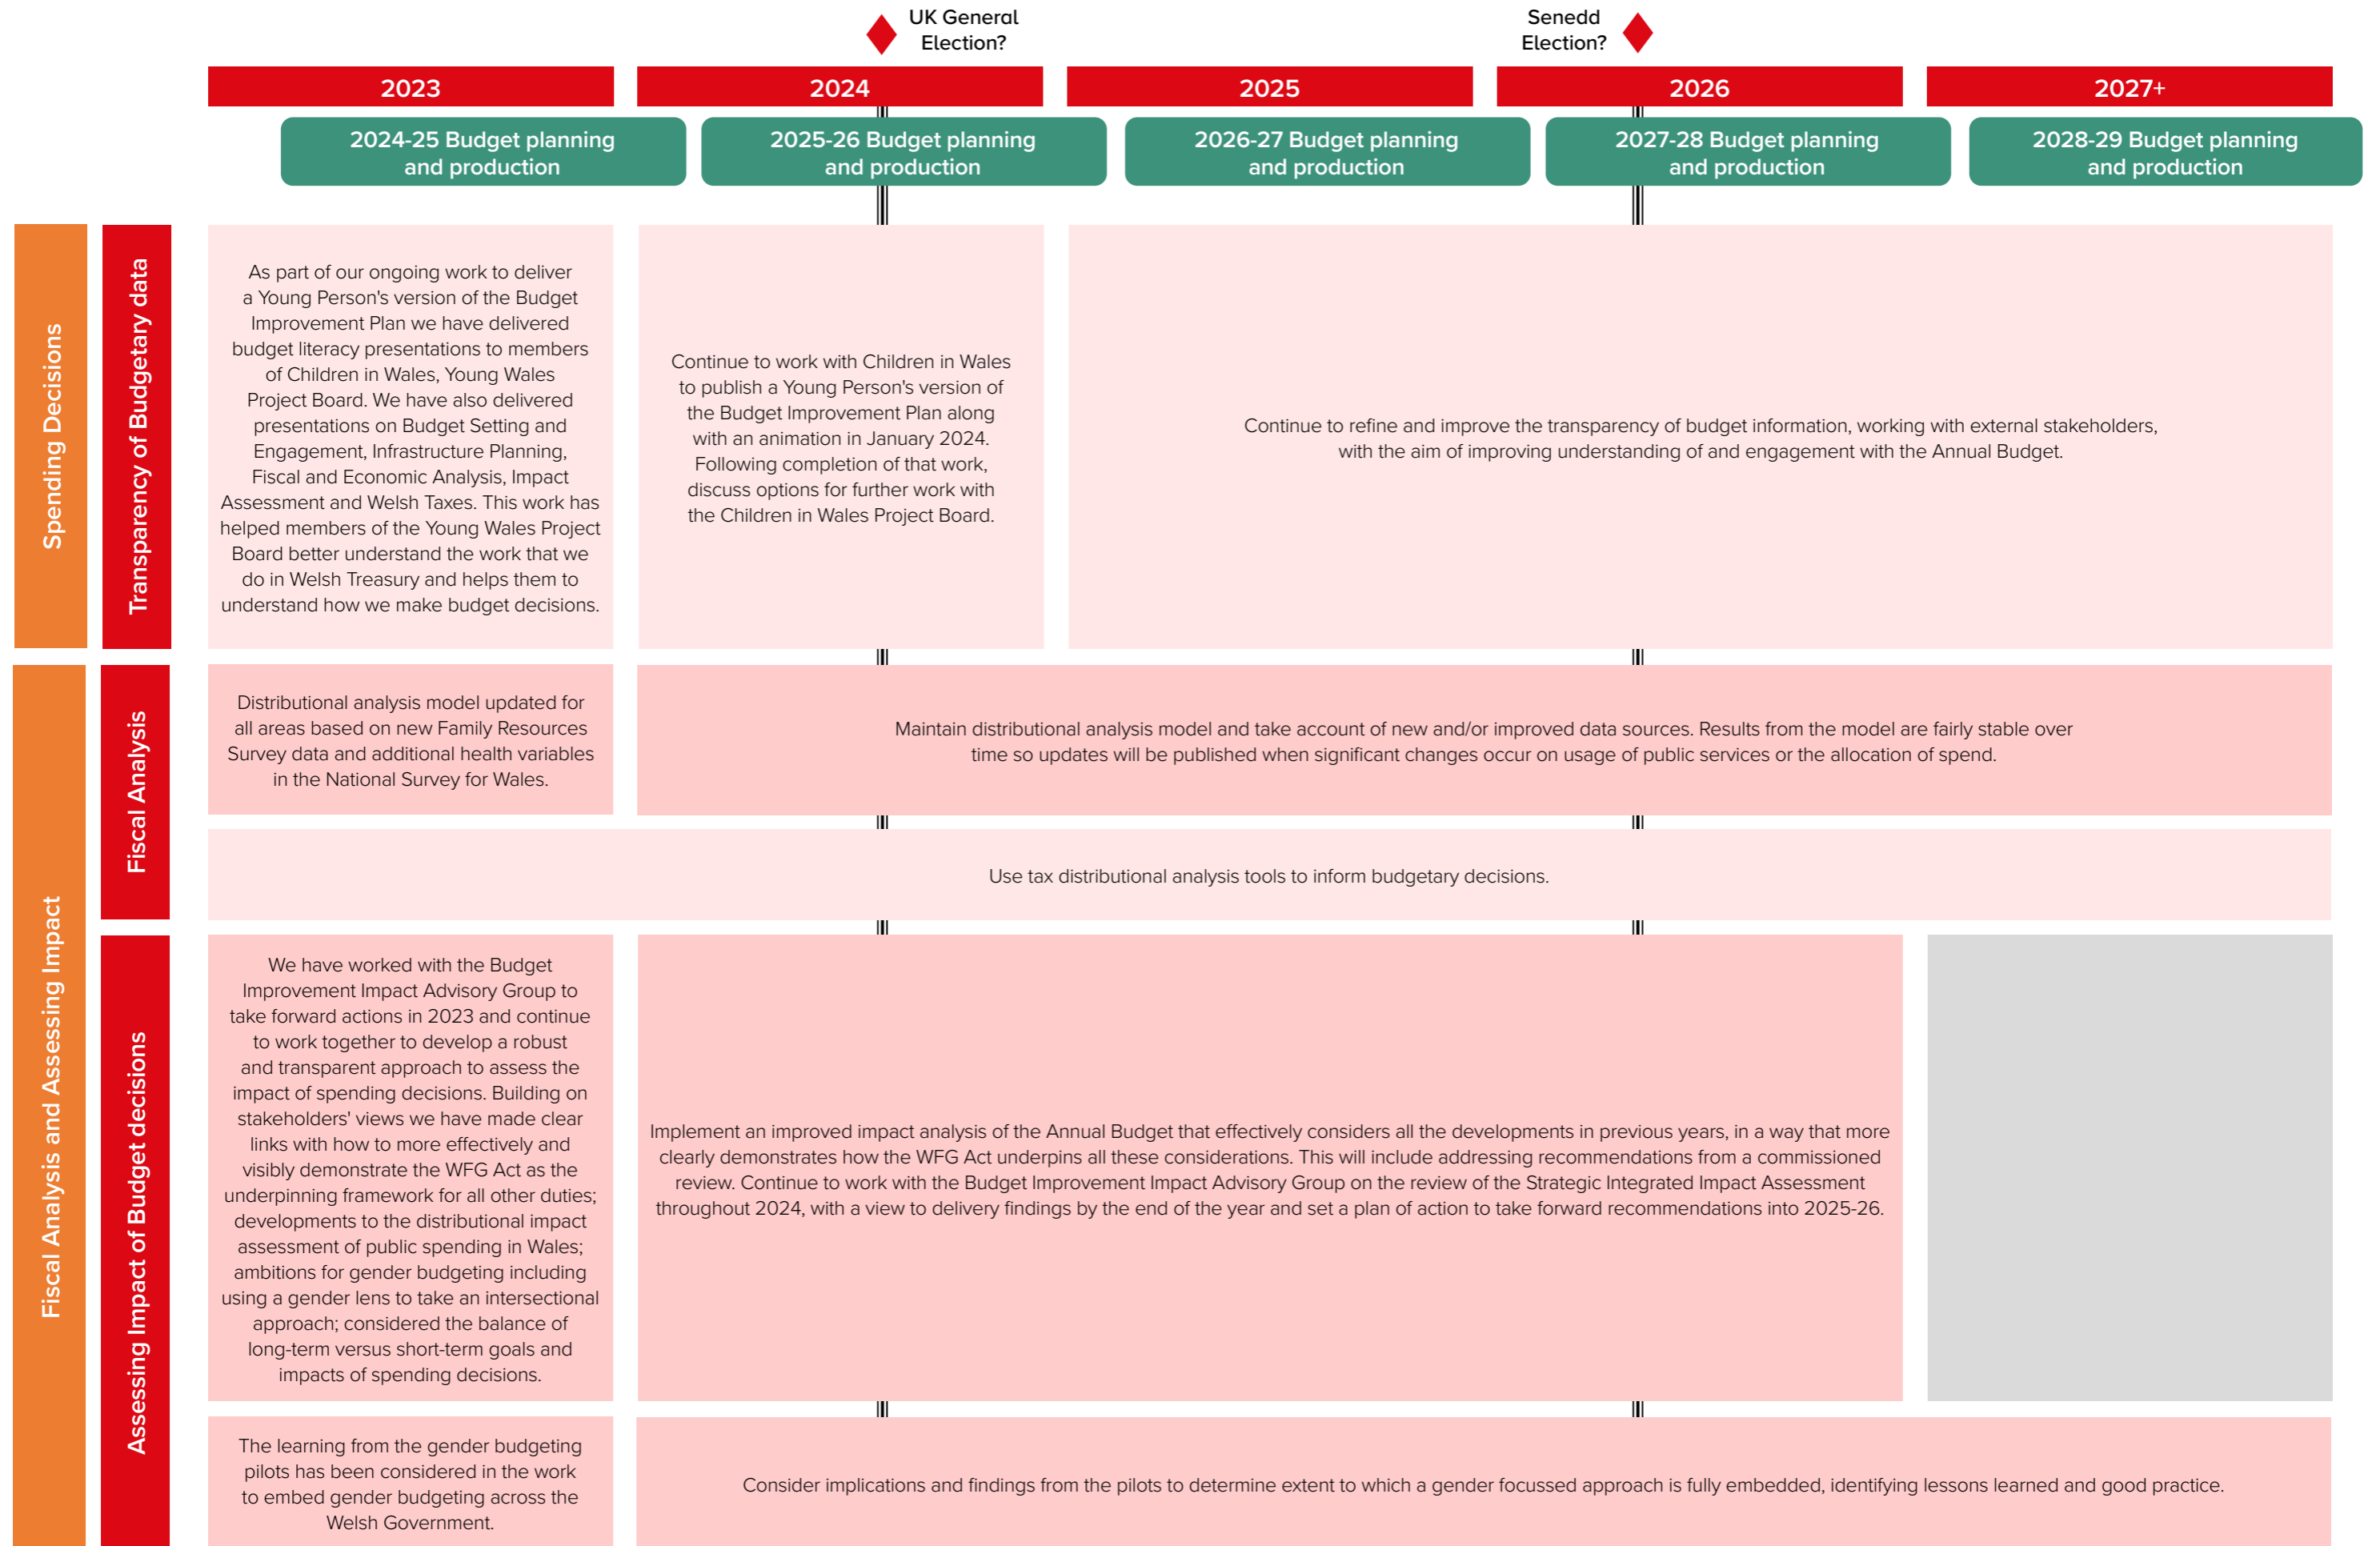 UK General
Election?
Senedd
Election?
2023
2024
2025
2026
2027+
2024-25 Budget planning
and production
2025-26 Budget planning
and production
2026-27 Budget planning
and production
2027-28 Budget planning
and production
2028-29 Budget planning
and production
Spending Decisions
Transparency of Budgetary data
As part of our ongoing work to deliver
a Young Person's version of the Budget
Improvement Plan we have delivered
budget literacy presentations to members
of Children in Wales, Young Wales
Project Board. We have also delivered
presentations on Budget Setting and
Engagement, Infrastructure Planning,
Fiscal and Economic Analysis, Impact
Assessment and Welsh Taxes. This work has
helped members of the Young Wales Project
Board better understand the work that we
do in Welsh Treasury and helps them to
understand how we make budget decisions.
Continue to work with Children in Wales
to publish a Young Person's version of
the Budget Improvement Plan along
with an animation in January 2024.
Following completion of that work,
discuss options for further work with
the Children in Wales Project Board.
Continue to refine and improve the transparency of budget information, working with external stakeholders,
with the aim of improving understanding of and engagement with the Annual Budget.
Fiscal Analysis and Assessing Impact
Fiscal Analysis
Distributional analysis model updated for
all areas based on new Family Resources
Survey data and additional health variables
in the National Survey for Wales.
Maintain distributional analysis model and take account of new and/or improved data sources. Results from the model are fairly stable over
time so updates will be published when significant changes occur on usage of public services or the allocation of spend.
Use tax distributional analysis tools to inform budgetary decisions.
Assessing Impact of Budget decisions
We have worked with the Budget
Improvement Impact Advisory Group to
take forward actions in 2023 and continue
to work together to develop a robust
and transparent approach to assess the
impact of spending decisions. Building on
stakeholders' views we have made clear
links with how to more effectively and
visibly demonstrate the WFG Act as the
underpinning framework for all other duties;
developments to the distributional impact
assessment of public spending in Wales;
ambitions for gender budgeting including
using a gender lens to take an intersectional
approach; considered the balance of
long-term versus short-term goals and
impacts of spending decisions.
Implement an improved impact analysis of the Annual Budget that effectively considers all the developments in previous years, in a way that more
clearly demonstrates how the WFG Act underpins all these considerations. This will include addressing recommendations from a commissioned
review. Continue to work with the Budget Improvement Impact Advisory Group on the review of the Strategic Integrated Impact Assessment
throughout 2024, with a view to delivery findings by the end of the year and set a plan of action to take forward recommendations into 2025-26.
The learning from the gender budgeting
pilots has been considered in the work
to embed gender budgeting across the
Welsh Government.
Consider implications and findings from the pilots to determine extent to which a gender focussed approach is fully embedded, identifying lessons learned and good practice.